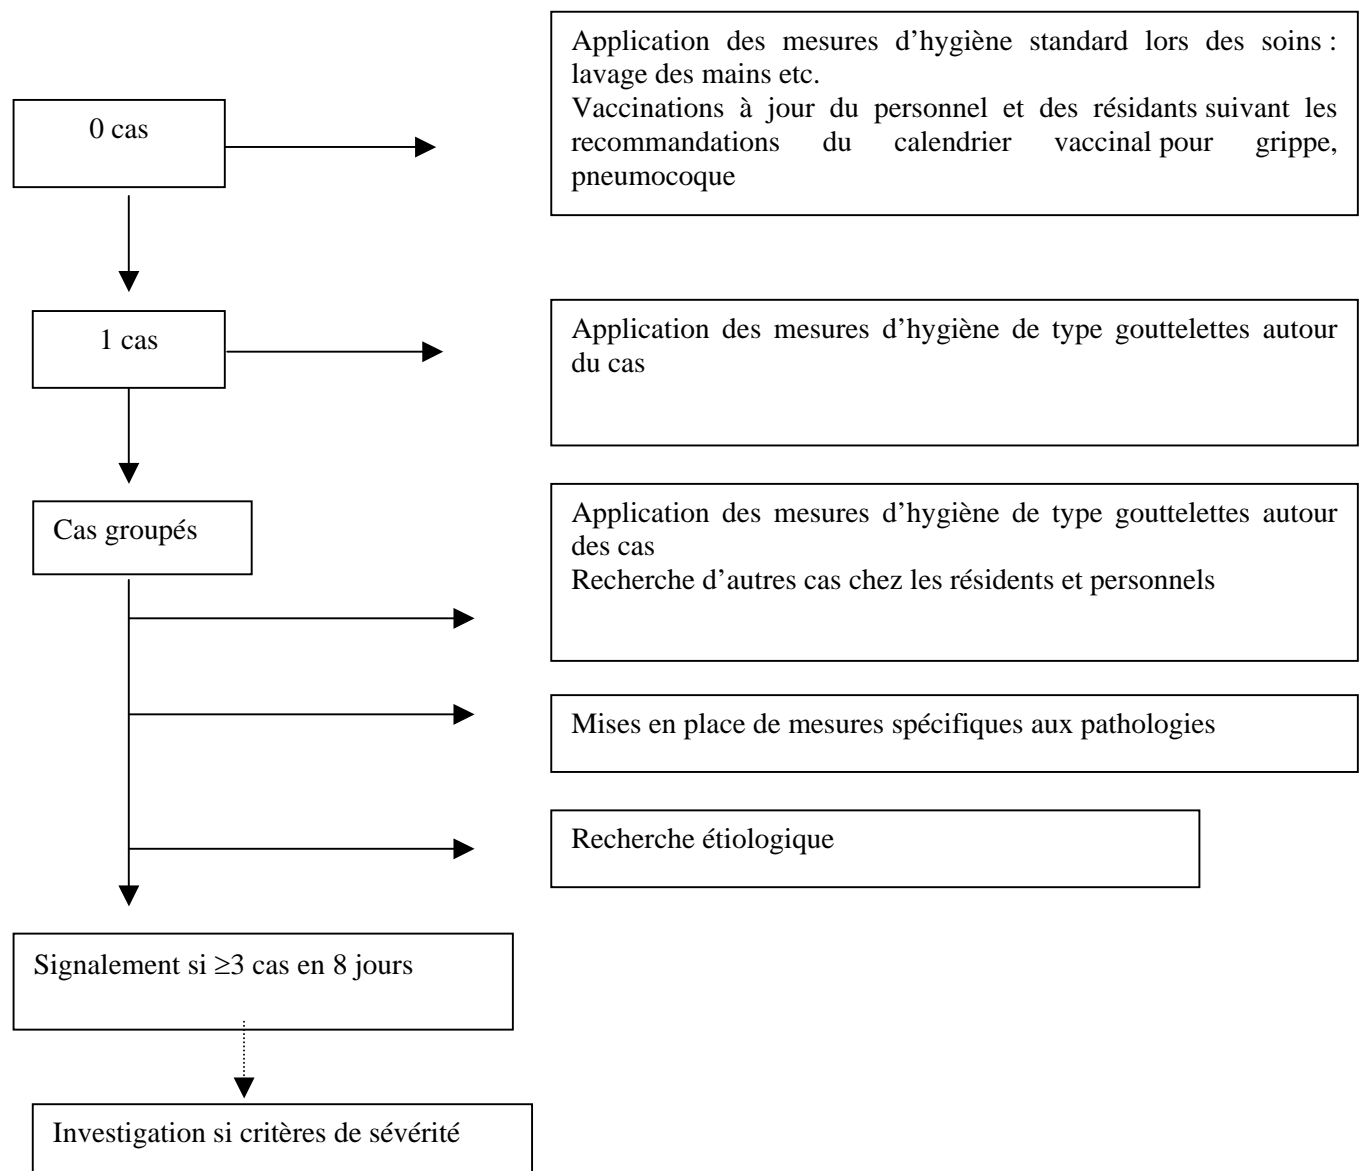 0 cas
Application des mesures d’hygiène standard lors des soins :
lavage des mains etc.
Vaccinations à jour du personnel et des résidants suivant les
recommandations du calendrier vaccinal pour grippe,
pneumocoque
1 cas
Application des mesures d’hygiène de type gouttelettes autour
du cas
Cas groupés
Application des mesures d’hygiène de type gouttelettes autour
des cas
Recherche d’autres cas chez les résidents et personnels
Mises en place de mesures spécifiques aux pathologies
Recherche étiologique
Signalement si ≥3 cas en 8 jours
Investigation si critères de sévérité